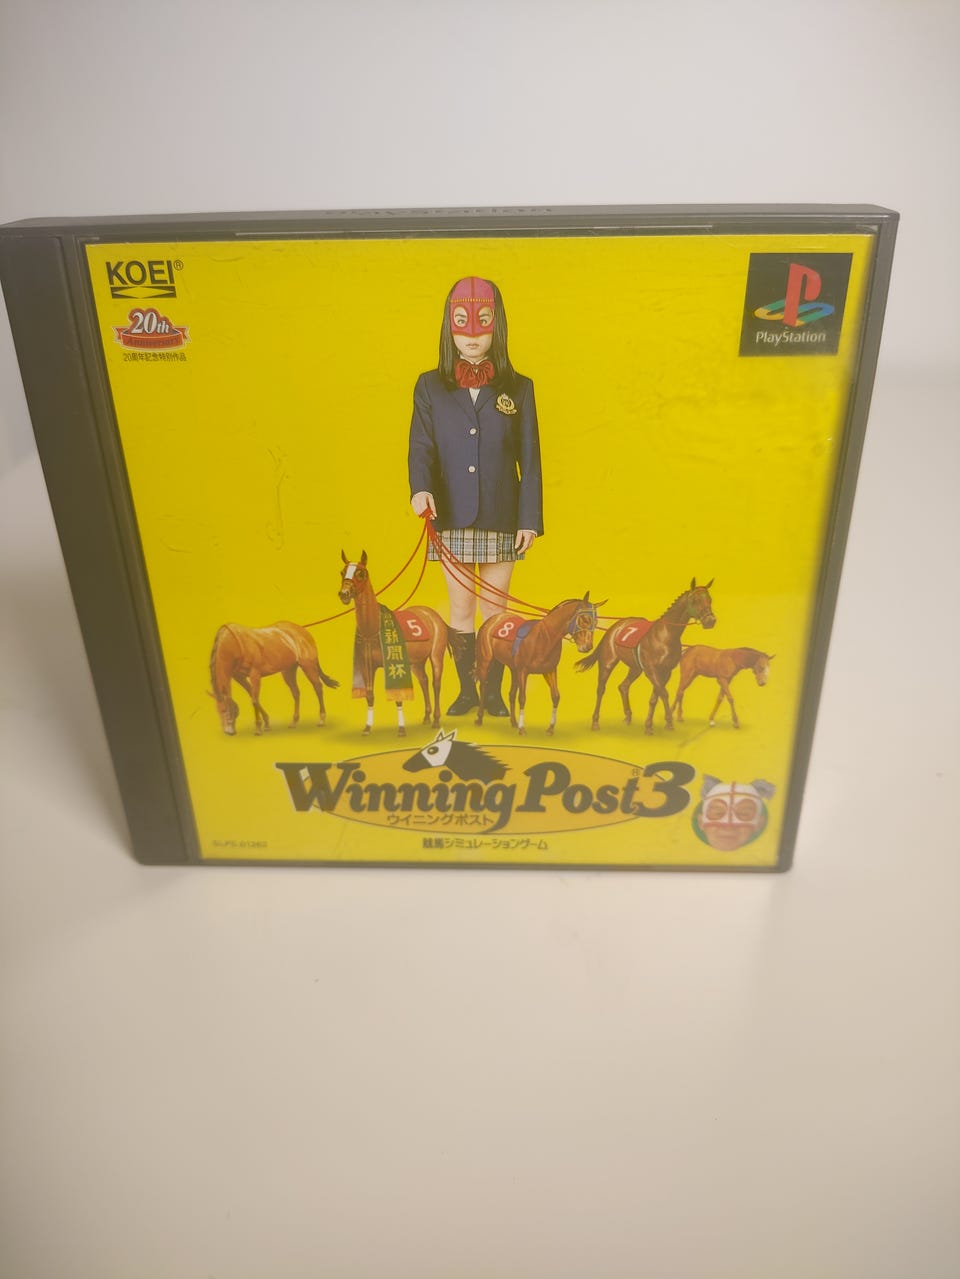 KOEI®
20th
Anniversary
20周年記念特別作品
PlayStation
5
8
7
新聞杯
Winning Post®3
ウイニングポスト
競馬シミュレーションゲーム